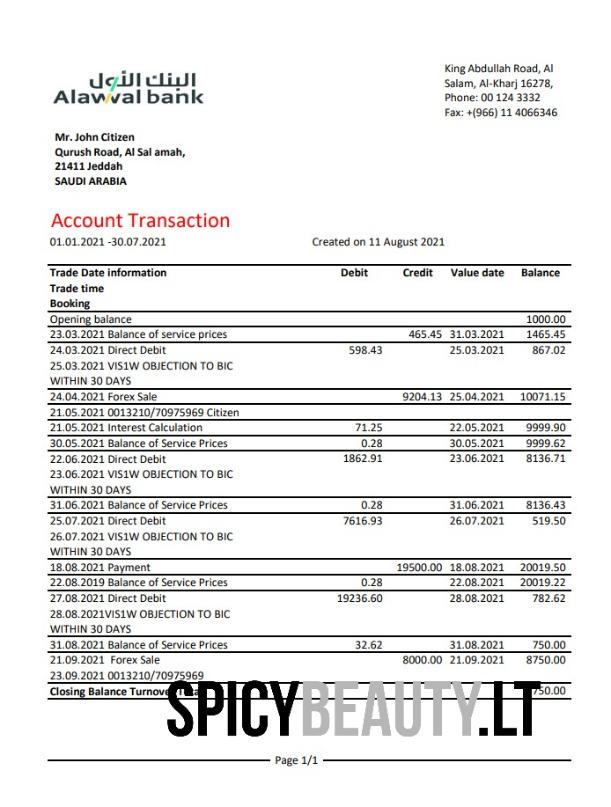 البنك الأول
Alawwal bank
King Abdullah Road, Al
Salam, Al-Kharj 16278,
Phone: 00 124 3332
Fax: +(966) 11 4066346
Mr. John Citizen
Qurush Road, Al Sal amah,
21411 Jeddah
SAUDI ARABIA
Account Transaction
01.01.2021 -30.07.2021 Created on 11 August 2021
Trade Date information Debit Credit Value date Balance
Trade time
Booking
Opening balance 1000.00
23.03.2021 Balance of service prices 465.45 31.03.2021 1465.45
24.03.2021 Direct Debit 598.43 25.03.2021 867.02
25.03.2021 VIS1W OBJECTION TO BIC
WITHIN 30 DAYS
24.04.2021 Forex Sale 9204.13 25.04.2021 10071.15
21.05.2021 0013210/70975969 Citizen
21.05.2021 Interest Calculation 71.25 22.05.2021 9999.90
30.05.2021 Balance of Service Prices 0.28 30.05.2021 9999.62
22.06.2021 Direct Debit 1862.91 23.06.2021 8136.71
23.06.2021 VIS1W OBJECTION TO BIC
WITHIN 30 DAYS
31.06.2021 Balance of Service Prices 0.28 31.06.2021 8136.43
25.07.2021 Direct Debit 7616.93 26.07.2021 519.50
26.07.2021 VIS1W OBJECTION TO BIC
WITHIN 30 DAYS
18.08.2021 Payment 19500.00 18.08.2021 20019.50
22.08.2019 Balance of Service Prices 0.28 22.08.2021 20019.22
27.08.2021 Direct Debit 19236.60 28.08.2021 782.62
28.08.2021VIS1W OBJECTION TO BIC
WITHIN 30 DAYS
31.08.2021 Balance of Service Prices 32.62 31.08.2021 750.00
21.09.2021 Forex Sale 8000.00 21.09.2021 8750.00
23.09.2021 0013210/70975969
Closing Balance Turnover 750.00
SPICYBEAUTY.LT
Page 1/1